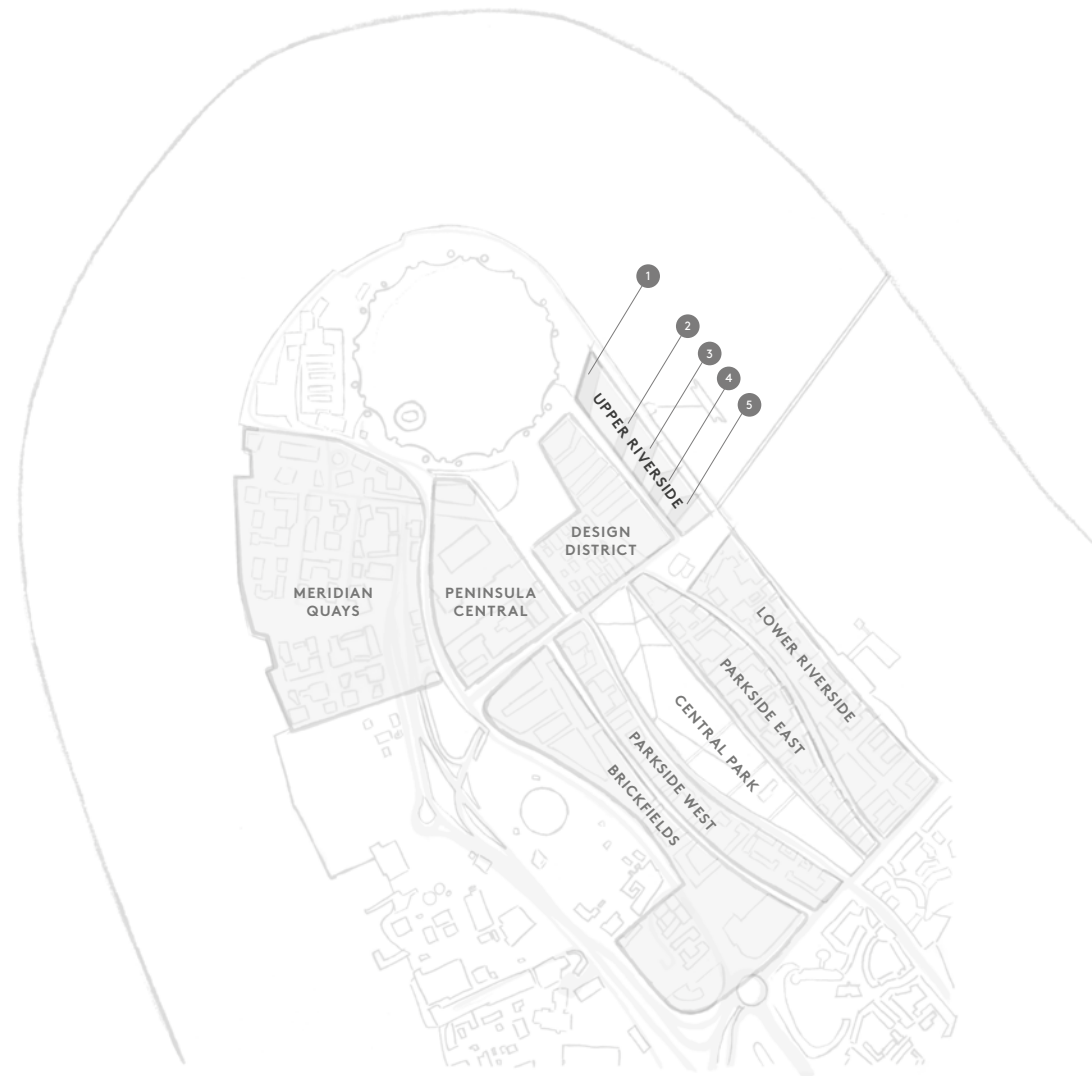 1
2
3
4
5
UPPER RIVERSIDE
DESIGN
DISTRICT
MERIDIAN
QUAYS
PENINSULA
CENTRAL
LOWER RIVERSIDE
PARKSIDE EAST
CENTRAL PARK
PARKSIDE WEST
BRICKFIELDS